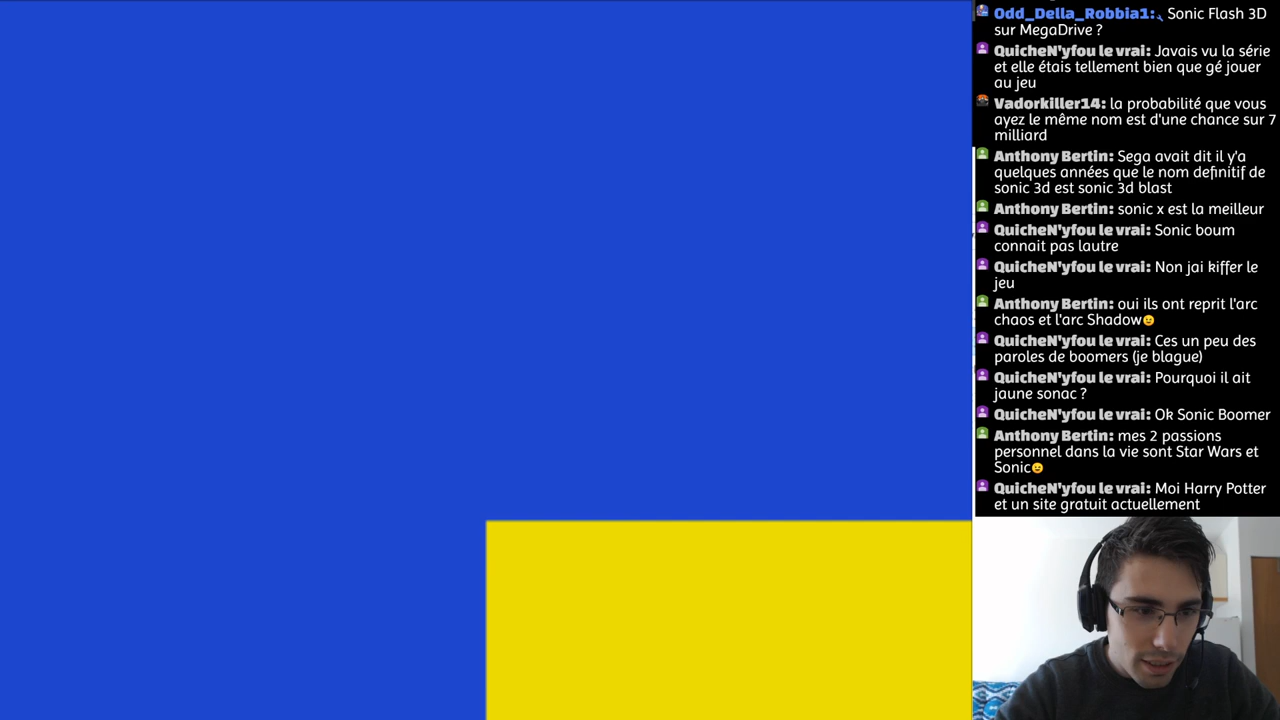 Odd_Della_Robbia1: Sonic Flash 3D
sur MegaDrive ?
QuicheN'yfou le vrai: Javais vu la série
et elle étais tellement bien que gé jouer
au jeu
Vadorkiller14: la probabilité que vous
ayez le même nom est d'une chance sur 7
milliard
Anthony Bertin: Sega avait dit il y'a
quelques années que le nom definitif de
sonic 3d est sonic 3d blast
Anthony Bertin: sonic x est la meilleur
QuicheN'yfou le vrai: Sonic boum
connait pas lautre
QuicheN'yfou le vrai: Non jai kiffer le
jeu
Anthony Bertin: oui ils ont reprit l'arc
chaos et l'arc Shadow😉
QuicheN'yfou le vrai: Ces un peu des
paroles de boomers (je blague)
QuicheN'yfou le vrai: Pourquoi il ait
jaune sonac ?
QuicheN'yfou le vrai: Ok Sonic Boomer
Anthony Bertin: mes 2 passions
personnel dans la vie sont Star Wars et
Sonic😉
QuicheN'yfou le vrai: Moi Harry Potter
et un site gratuit actuellement